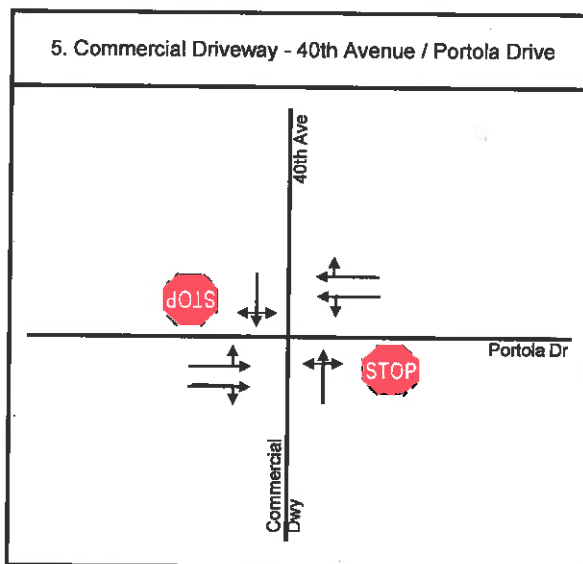 5. Commercial Driveway - 40th Avenue / Portola Drive
40th Ave
STOP
Portola Dr
STOP
Commercial
Dwy